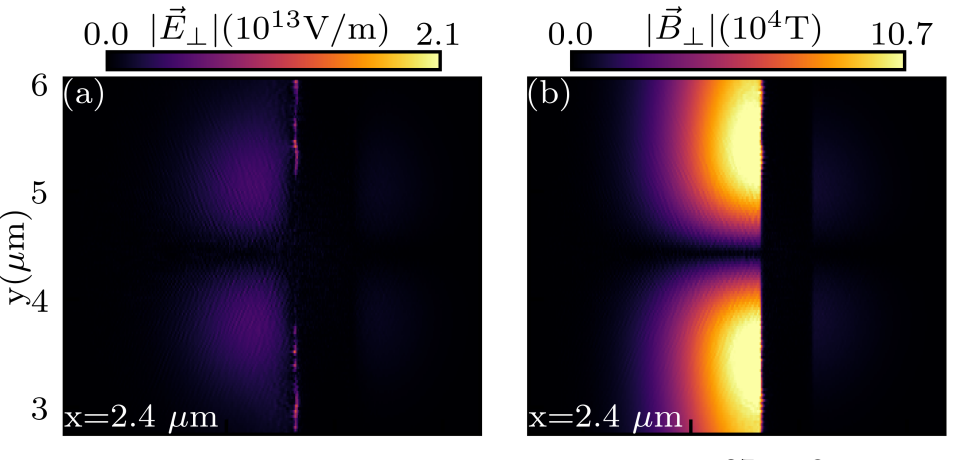 0.0 |E⃗⊥|(10¹³V/m) 2.1
0.0 |B⃗⊥|(10⁴T) 10.7
(a)
(b)
6
5
4
3
y(μm)
x=2.4 μm
x=2.4 μm